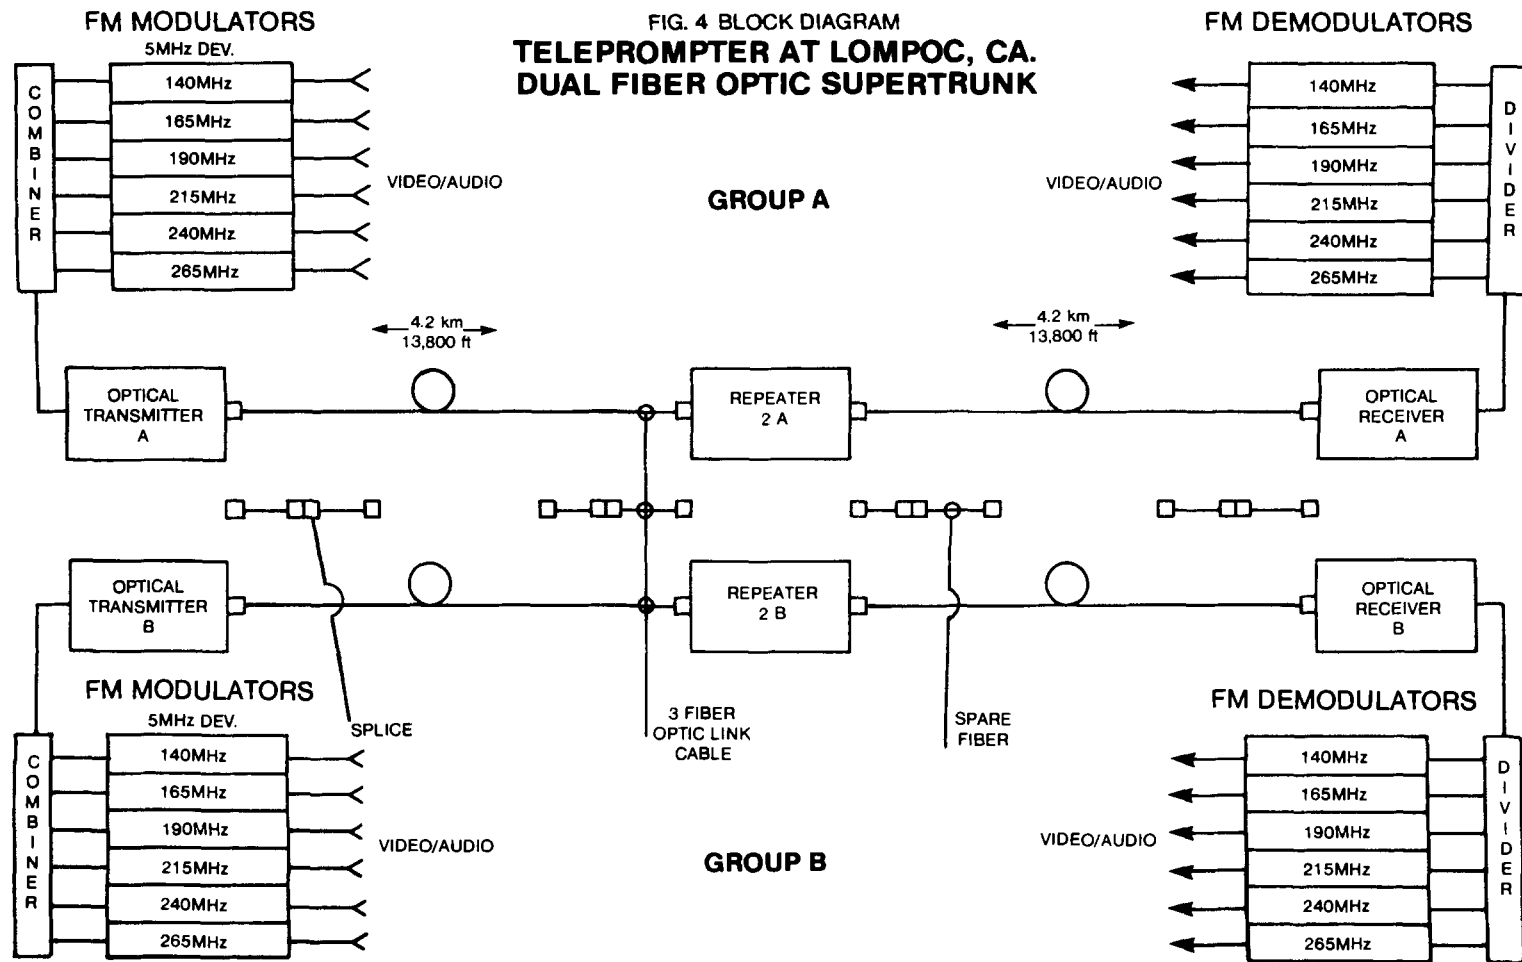 FIG. 4 BLOCK DIAGRAM
TELEPROMPTER AT LOMPOC, CA.
DUAL FIBER OPTIC SUPERTRUNK
FM MODULATORS
5MHz DEV.
COMBINER
140MHz
165MHz
190MHz
215MHz
240MHz
265MHz
VIDEO/AUDIO
GROUP A
FM DEMODULATORS
VIDEO/AUDIO
140MHz
165MHz
190MHz
215MHz
240MHz
265MHz
DIVIDER
4.2 km
13,800 ft
4.2 km
13,800 ft
OPTICAL
TRANSMITTER
A
REPEATER
2 A
OPTICAL
RECEIVER
A
OPTICAL
TRANSMITTER
B
REPEATER
2 B
OPTICAL
RECEIVER
B
SPLICE
3 FIBER
OPTIC LINK
CABLE
SPARE
FIBER
FM MODULATORS
5MHz DEV.
COMBINER
140MHz
165MHz
190MHz
215MHz
240MHz
265MHz
VIDEO/AUDIO
GROUP B
FM DEMODULATORS
VIDEO/AUDIO
140MHz
165MHz
190MHz
215MHz
240MHz
265MHz
DIVIDER